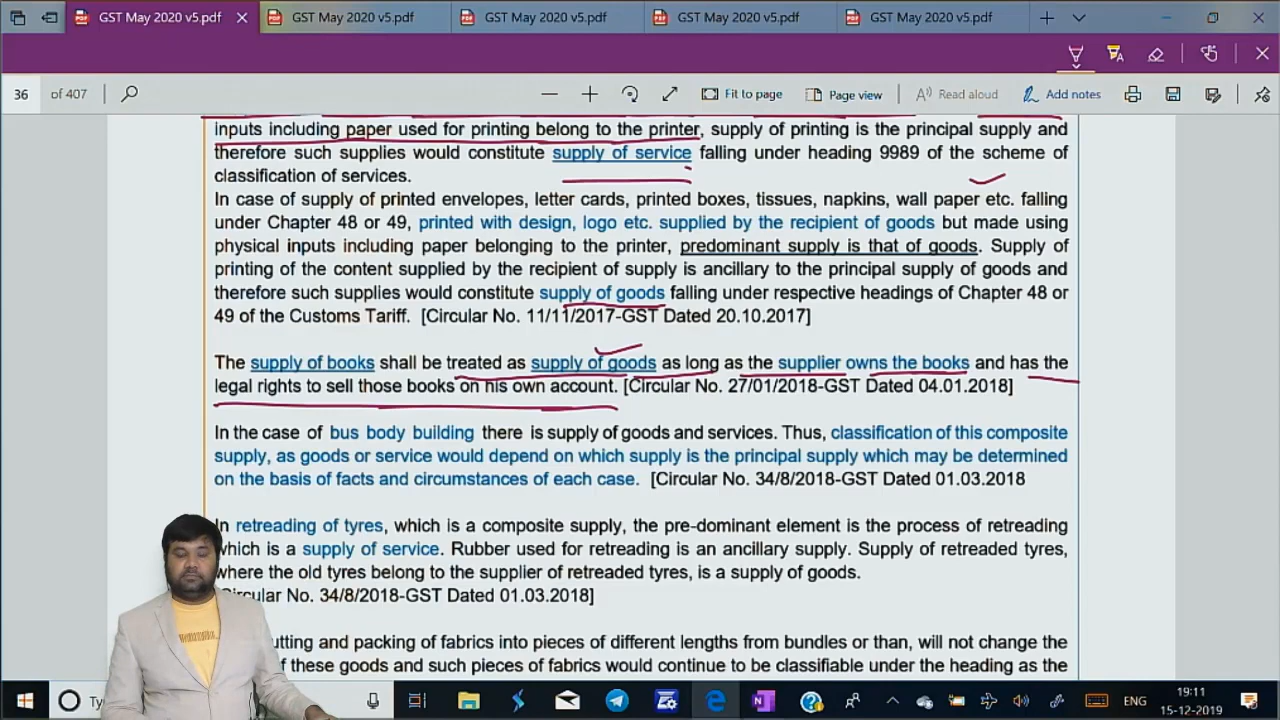 GST May 2020 v5.pdf GST May 2020 v5.pdf GST May 2020 v5.pdf GST May 2020 v5.pdf GST May 2020 v5.pdf
36 of 407 Fit to page Page view Read aloud Add notes
inputs including paper used for printing belong to the printer, supply of printing is the principal supply and
therefore such supplies would constitute supply of service falling under heading 9989 of the scheme of
classification of services.
In case of supply of printed envelopes, letter cards, printed boxes, tissues, napkins, wall paper etc. falling
under Chapter 48 or 49, printed with design, logo etc. supplied by the recipient of goods but made using
physical inputs including paper belonging to the printer, predominant supply is that of goods. Supply of
printing of the content supplied by the recipient of supply is ancillary to the principal supply of goods and
therefore such supplies would constitute supply of goods falling under respective headings of Chapter 48 or
49 of the Customs Tariff. [Circular No. 11/11/2017-GST Dated 20.10.2017]
The supply of books shall be treated as supply of goods as long as the supplier owns the books and has the
legal rights to sell those books on his own account. [Circular No. 27/01/2018-GST Dated 04.01.2018]
In the case of bus body building there is supply of goods and services. Thus, classification of this composite
supply, as goods or service would depend on which supply is the principal supply which may be determined
on the basis of facts and circumstances of each case. [Circular No. 34/8/2018-GST Dated 01.03.2018
In retreading of tyres, which is a composite supply, the pre-dominant element is the process of retreading
which is a supply of service. Rubber used for retreading is an ancillary supply. Supply of retreaded tyres,
where the old tyres belong to the supplier of retreaded tyres, is a supply of goods.
Circular No. 34/8/2018-GST Dated 01.03.2018]
utting and packing of fabrics into pieces of different lengths from bundles or than, will not change the
f these goods and such pieces of fabrics would continue to be classifiable under the heading as the
Ty ENG 19:11
15-12-2019